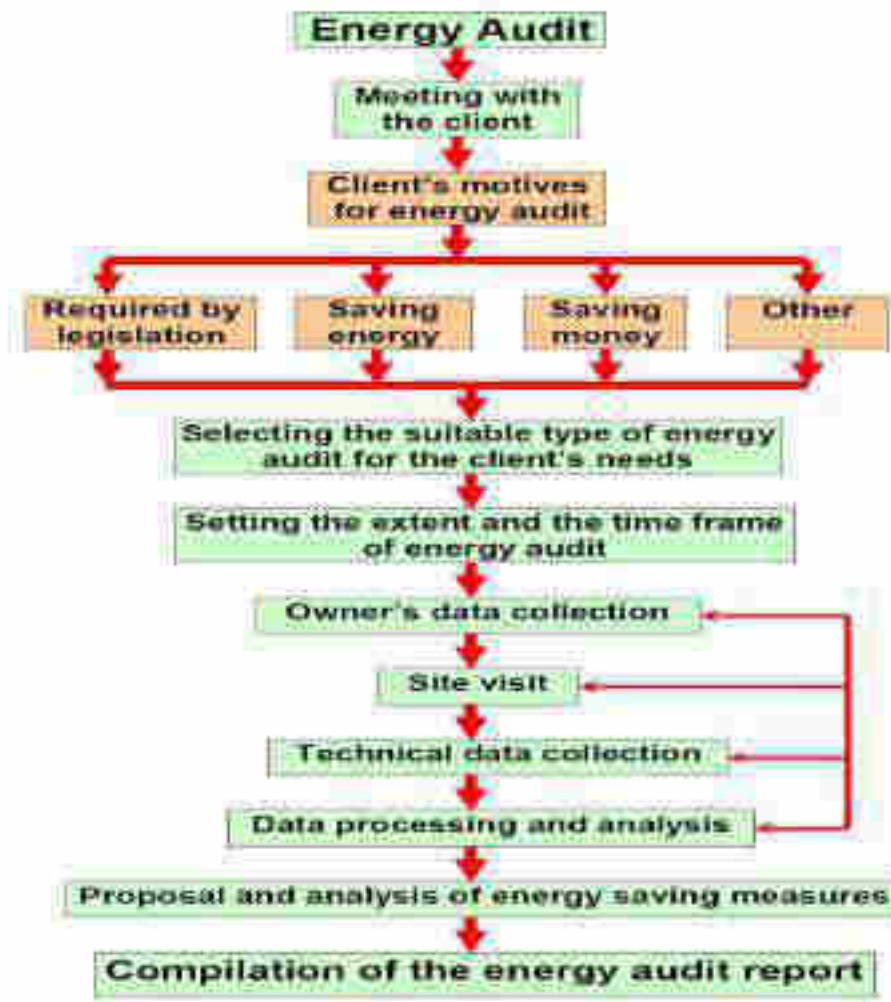 Energy Audit
Meeting with
the client
Client's motives
for energy audit
Required by
legislation
Saving
energy
Saving
money
Other
Selecting the suitable type of energy
audit for the client's needs
Setting the extent and the time frame
of energy audit
Owner's data collection
Site visit
Technical data collection
Data processing and analysis
Proposal and analysis of energy saving measures
Compilation of the energy audit report